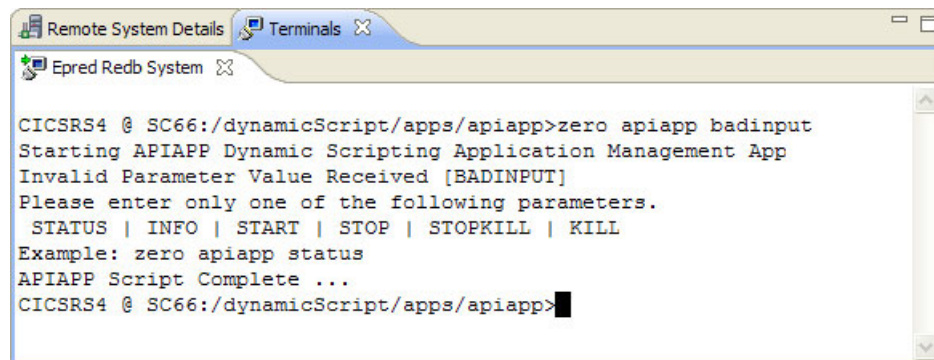 Remote System Details Terminals
Epred Redb System
CICSRS4 @ SC66:/dynamicScript/apps/apiapp>zero apiapp badinput
Starting APIAPP Dynamic Scripting Application Management App
Invalid Parameter Value Received [BADINPUT]
Please enter only one of the following parameters.
STATUS | INFO | START | STOP | STOPKILL | KILL
Example: zero apiapp status
APIAPP Script Complete ...
CICSRS4 @ SC66:/dynamicScript/apps/apiapp>